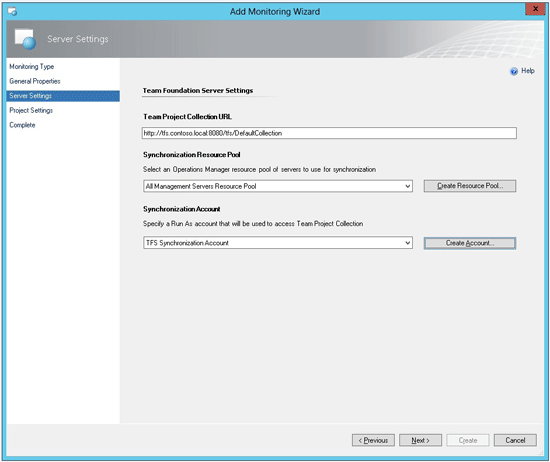 Add Monitoring Wizard
x
Server Settings
Monitoring Type
General Properties
Server Settings
Project Settings
Complete
Help
Team Foundation Server Settings
Team Project Collection URL
http://tfs.contoso.local:8080/tfs/DefaultCollection
Synchronization Resource Pool
Select an Operations Manager resource pool of servers to use for synchronization
All Management Servers Resource Pool
Create Resource Pool...
Synchronization Account
Specify a Run As account that will be used to access Team Project Collection
TFS Synchronization Account
Create Account...
< Previous
Next >
Create
Cancel